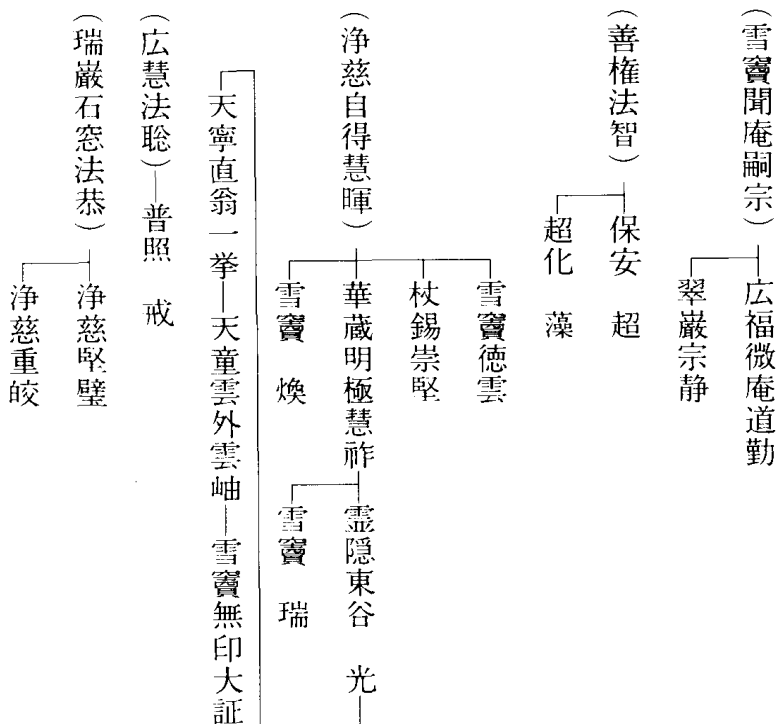 （雪竇聞庵嗣宗）
広福微庵道勤
翠巌宗静
（善権法智）
保安　超
超化　藻
（浄慈自得慧暉）
雪竇徳雲
杖錫崇堅
華蔵明極慧祚
霊隠東谷　光
雪竇　瑞
雪竇　煥
天寧直翁一挙―天童雲外雲岫―雪竇無印大証
（広慧法聡）―普照　戒
（瑞巌石窓法恭）
浄慈堅璧
浄慈重皎